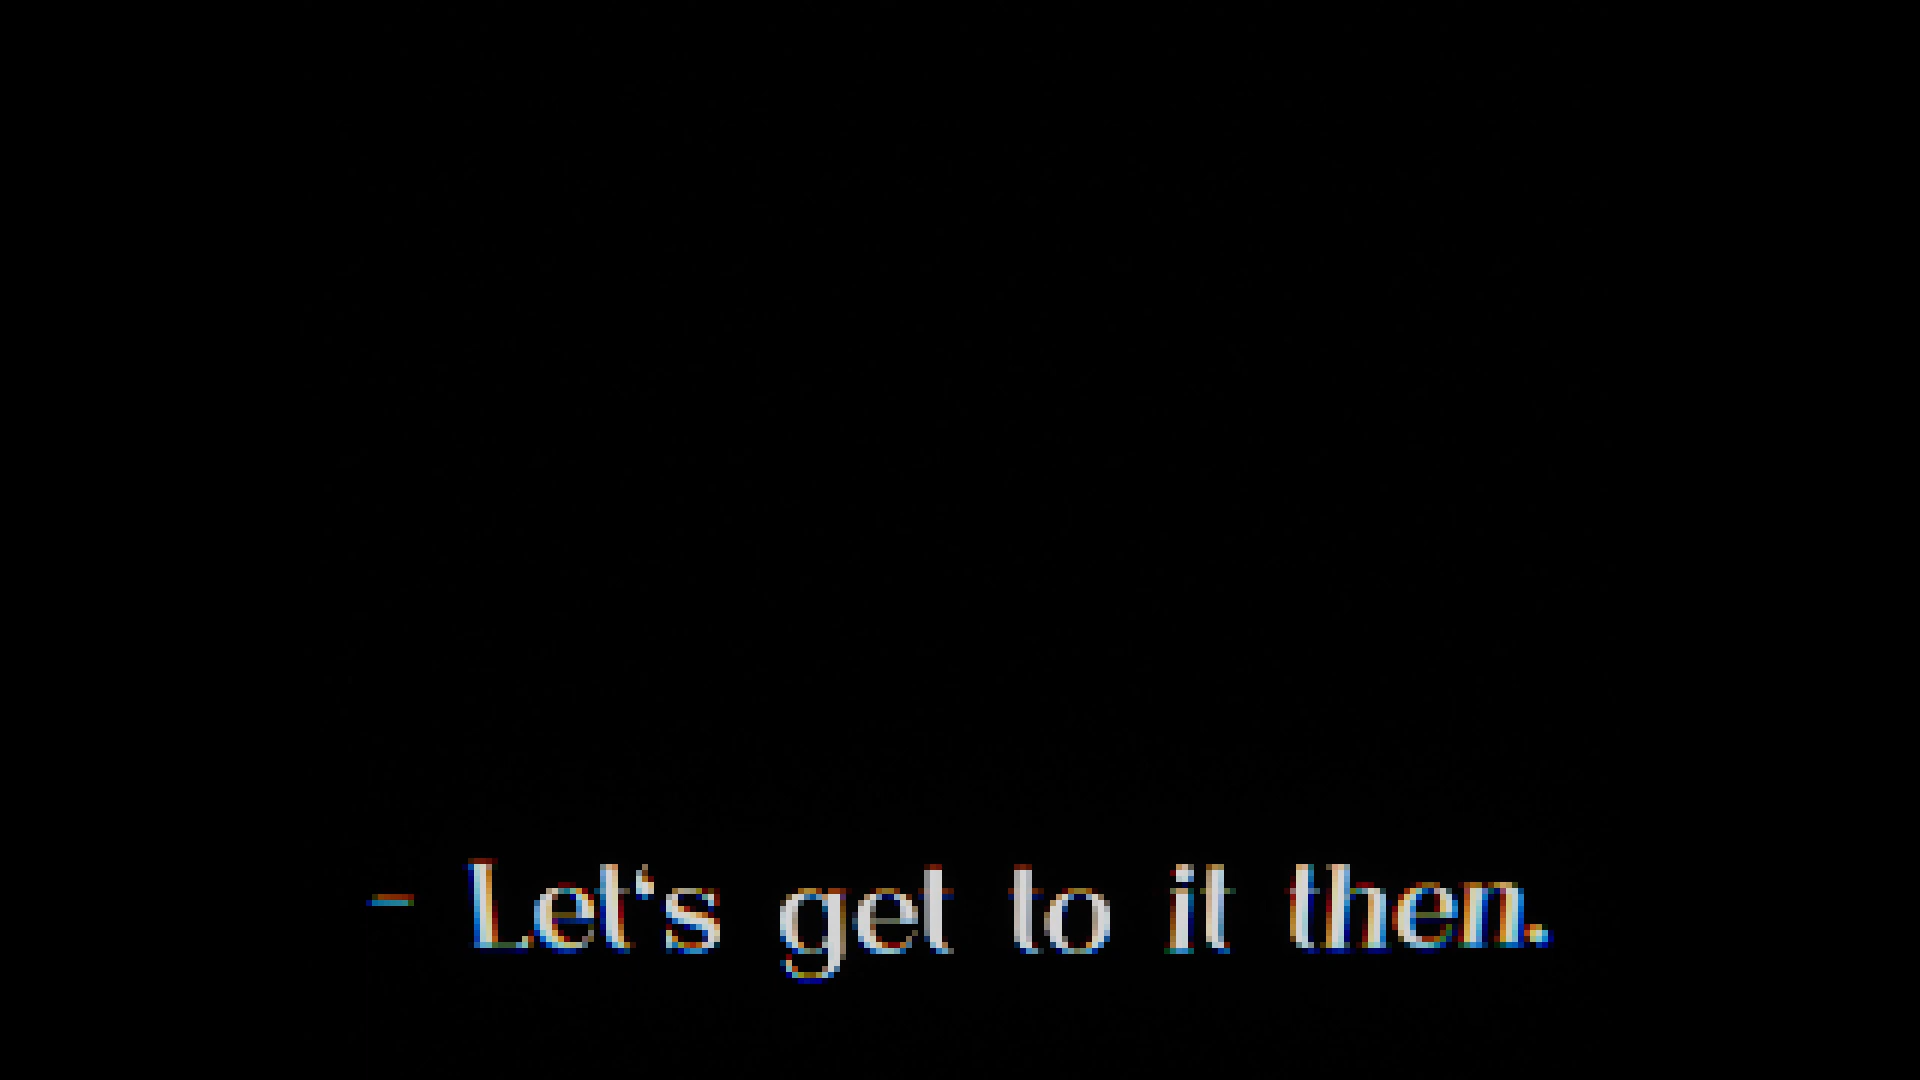 – Let's get to it then.